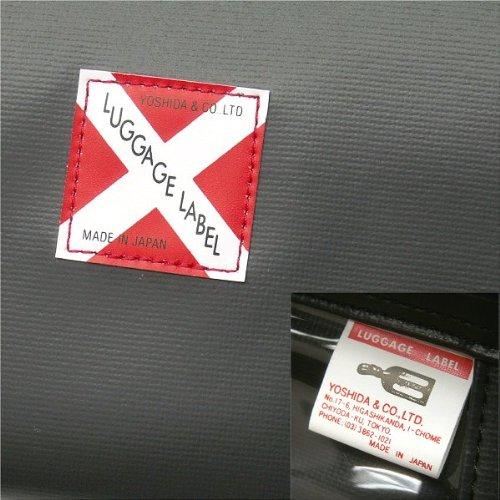 YOSHIDA & CO.,LTD
LUGGAGE LABEL
MADE IN JAPAN
LUGGAGE LABEL
YOSHIDA & CO., LTD.
No.17-6, HIGASHIKANDA, 1-CHOME
CHIYODA-KU, TOKYO.
PHONE: (03) 3862-1021
MADE IN JAPAN